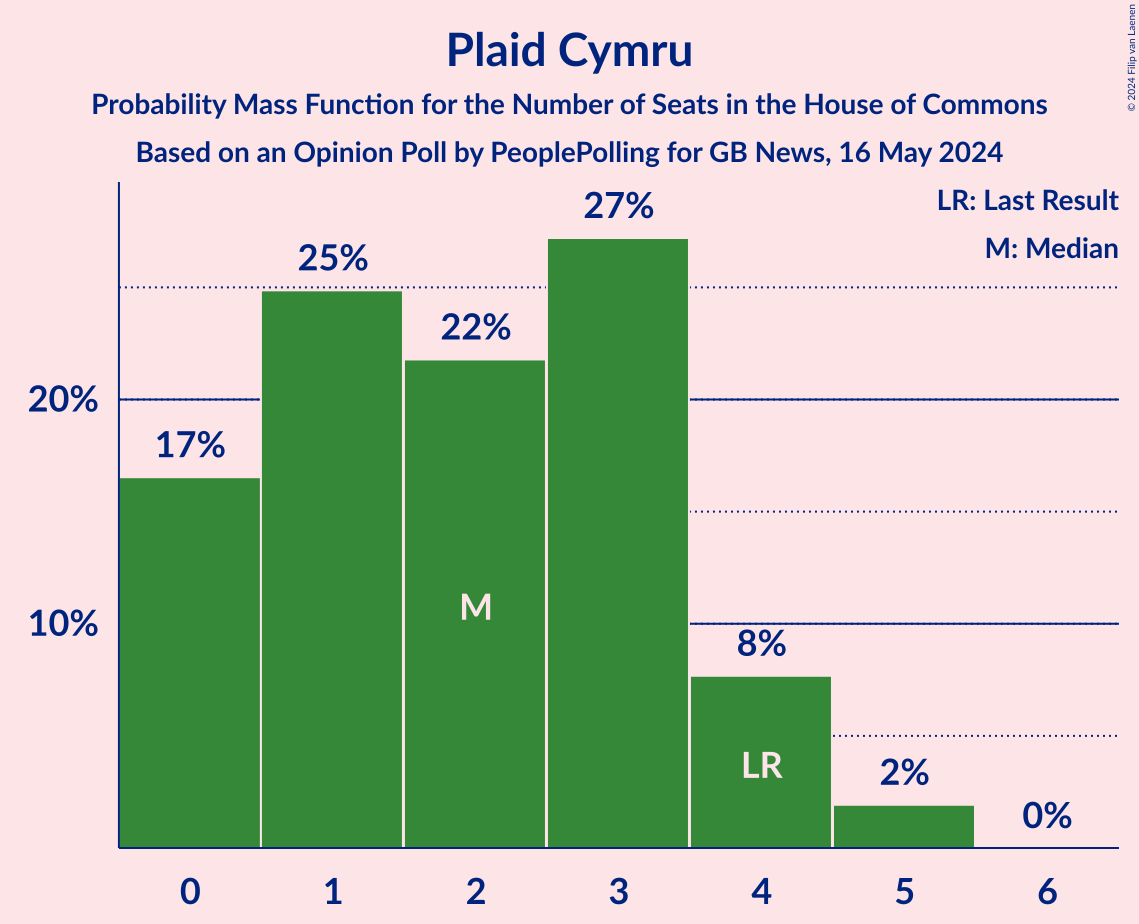 Plaid Cymru
Probability Mass Function for the Number of Seats in the House of Commons
Based on an Opinion Poll by PeoplePolling for GB News, 16 May 2024
© 2024 Filip van Laenen
LR: Last Result
M: Median
27%
25%
22%
20%
17%
M
10%
8%
LR
2%
0%
0 1 2 3 4 5 6